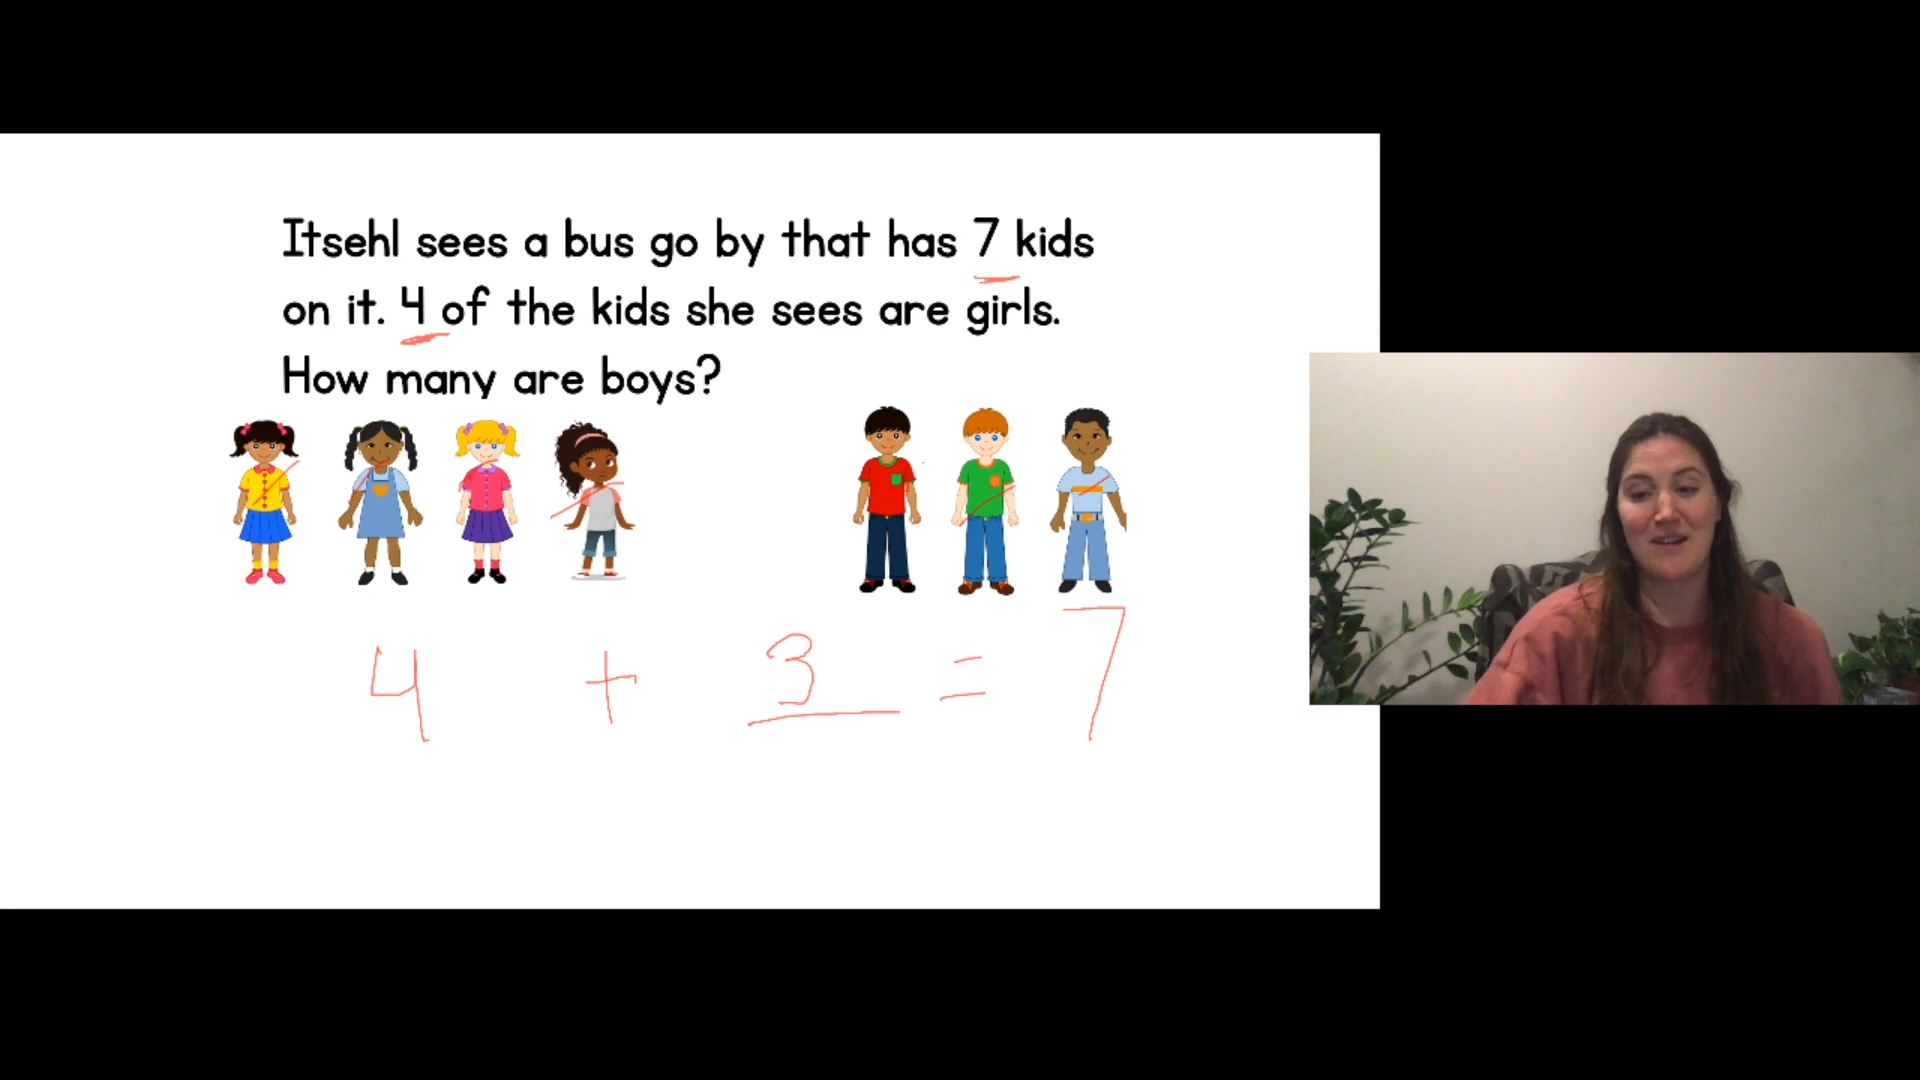 Itsehl sees a bus go by that has 7 kids
on it. 4 of the kids she sees are girls.
How many are boys?
4 + 3 = 7